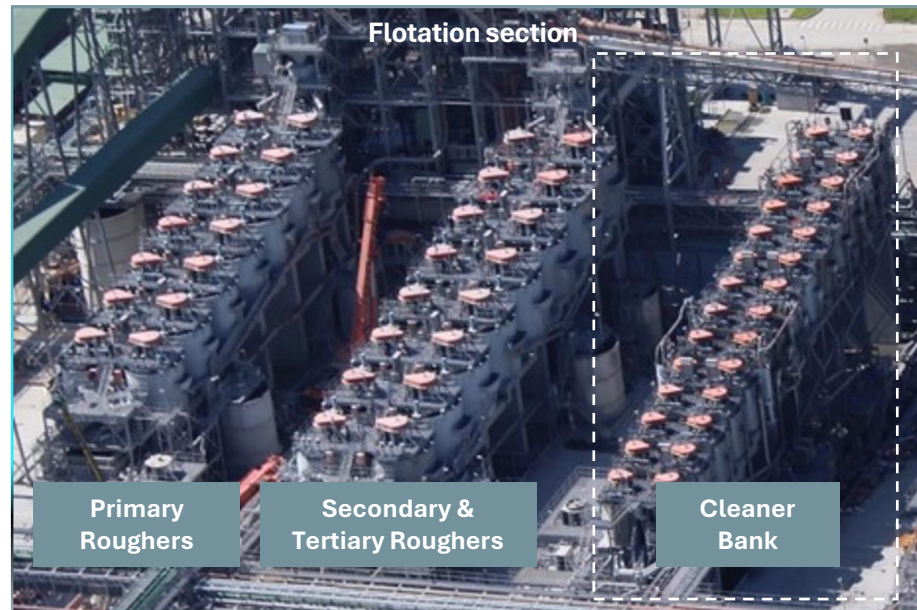 Flotation section
Primary
Roughers
Secondary &
Tertiary Roughers
Cleaner
Bank